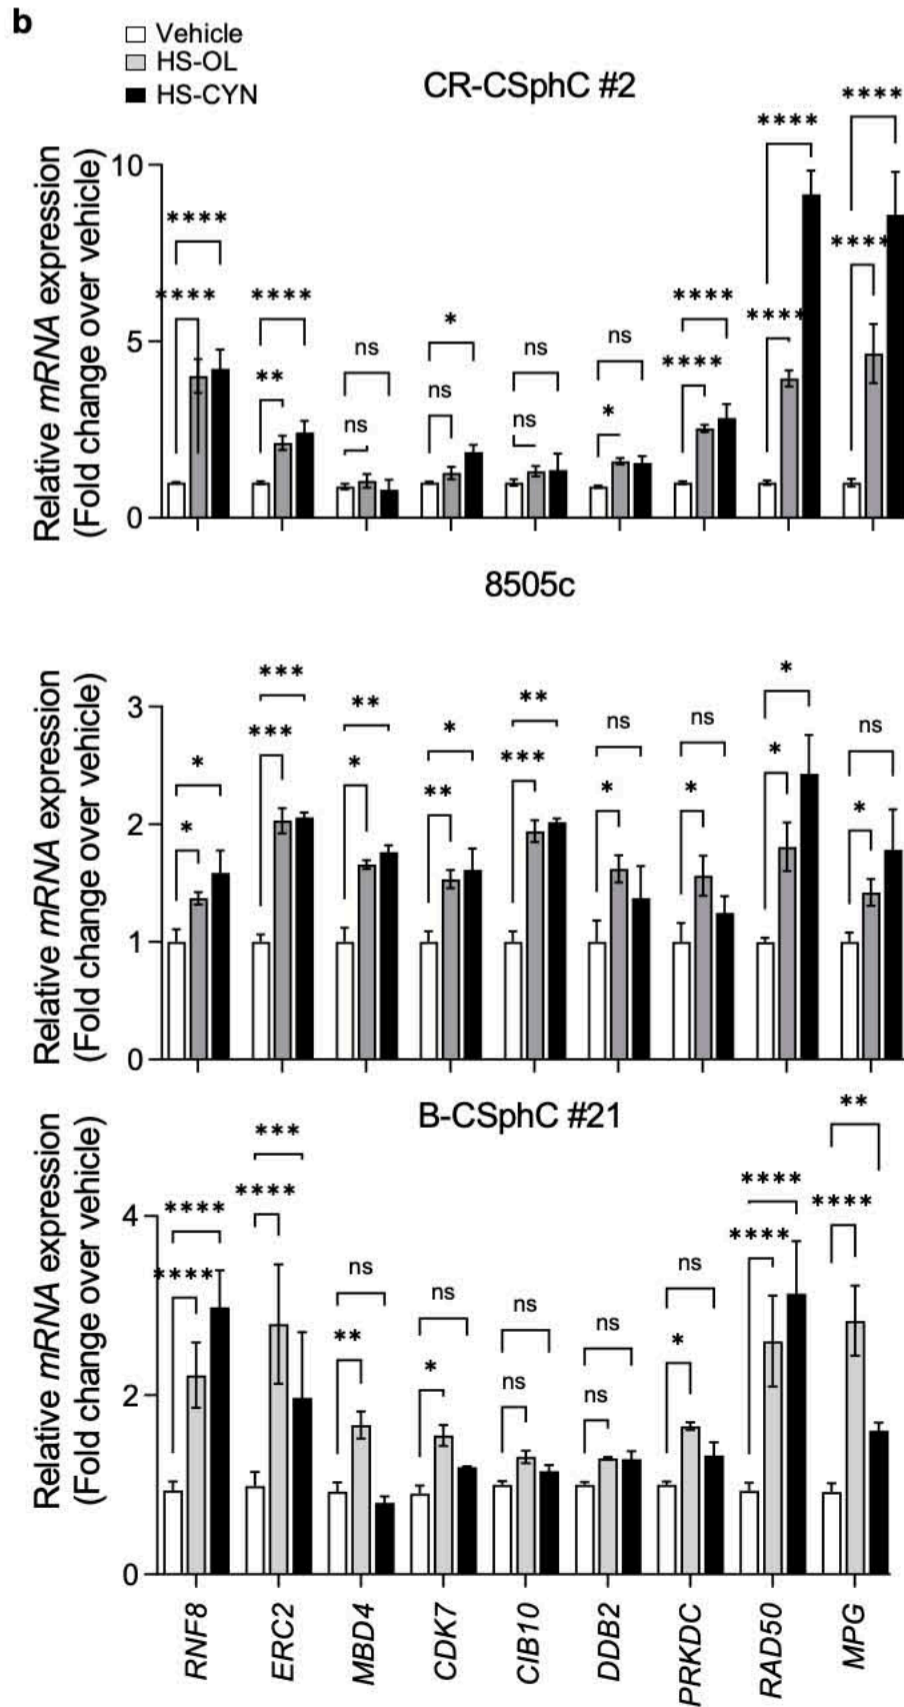 b
Vehicle
HS-OL
HS-CYN
CR-CSphC #2
**** ****
**** ****
**** ****
**** **** * **** ****
** ns ns ns ****
ns ns ns *
Relative mRNA expression
(Fold change over vehicle)
10
5
0
8505c
*** ** * ** ns ns * ns
* *** * ** *** * * * *
*
Relative mRNA expression
(Fold change over vehicle)
3
2
1
0
B-CSphC #21
*** **
**** **** **** ****
**** ns ns ns ns ns ****
** * ns ns *
Relative mRNA expression
(Fold change over vehicle)
4
2
0
RNF8
ERC2
MBD4
CDK7
CIB10
DDB2
PRKDC
RAD50
MPG